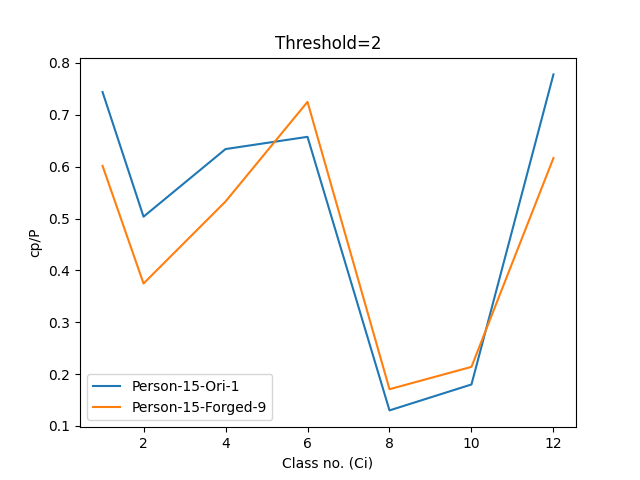 Threshold=2
0.8
0.7
0.6
0.5
0.4
0.3
0.2
0.1
cp/P
Person-15-Ori-1
Person-15-Forged-9
2 4 6 8 10 12
Class no. (Ci)